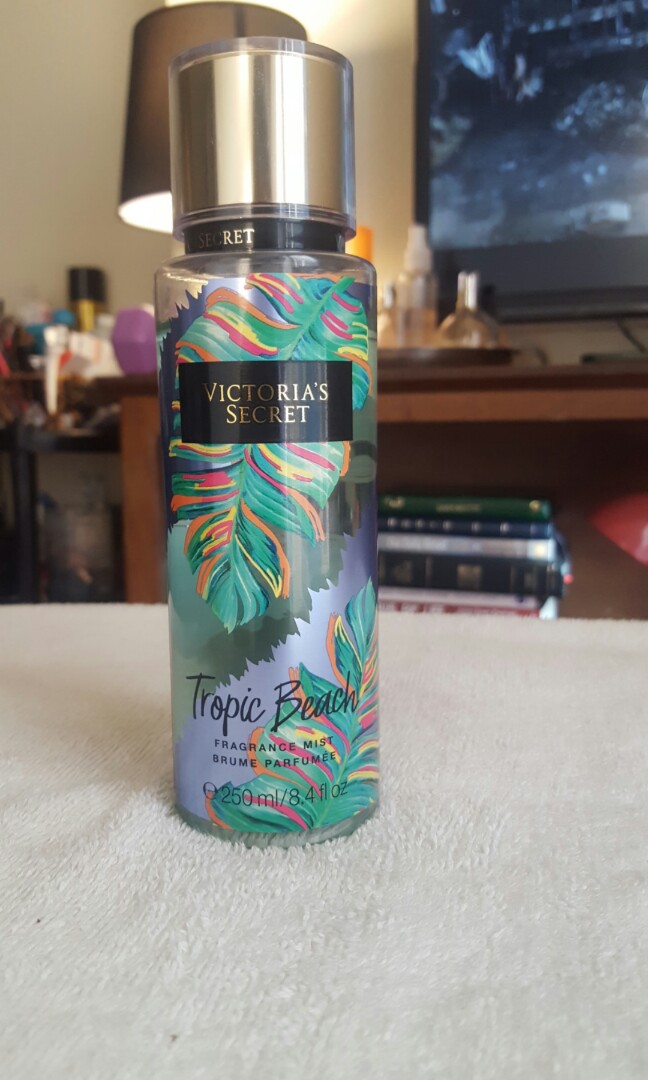 SECRET
VICTORIA'S
SECRET
Tropic Beach
FRAGRANCE MIST
BRUME PARFUMÉE
℮ 250 ml/8.4 fl oz